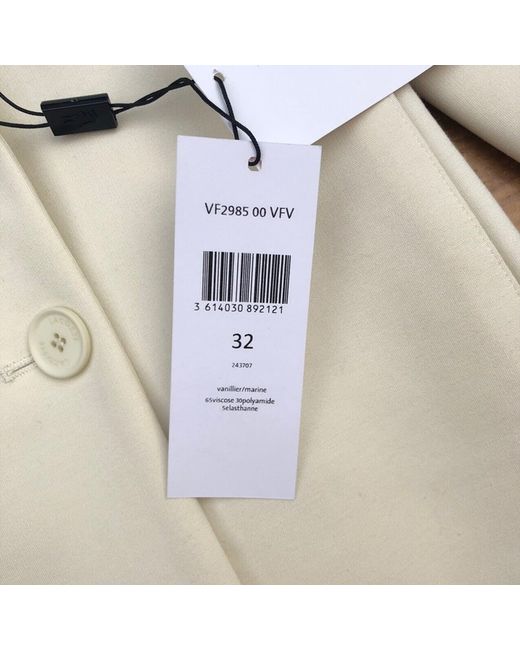 VF2985 00 VFV
3 614030 892121
32
243707
vanillier/marine
65viscose 30polyamide
5elasthanne